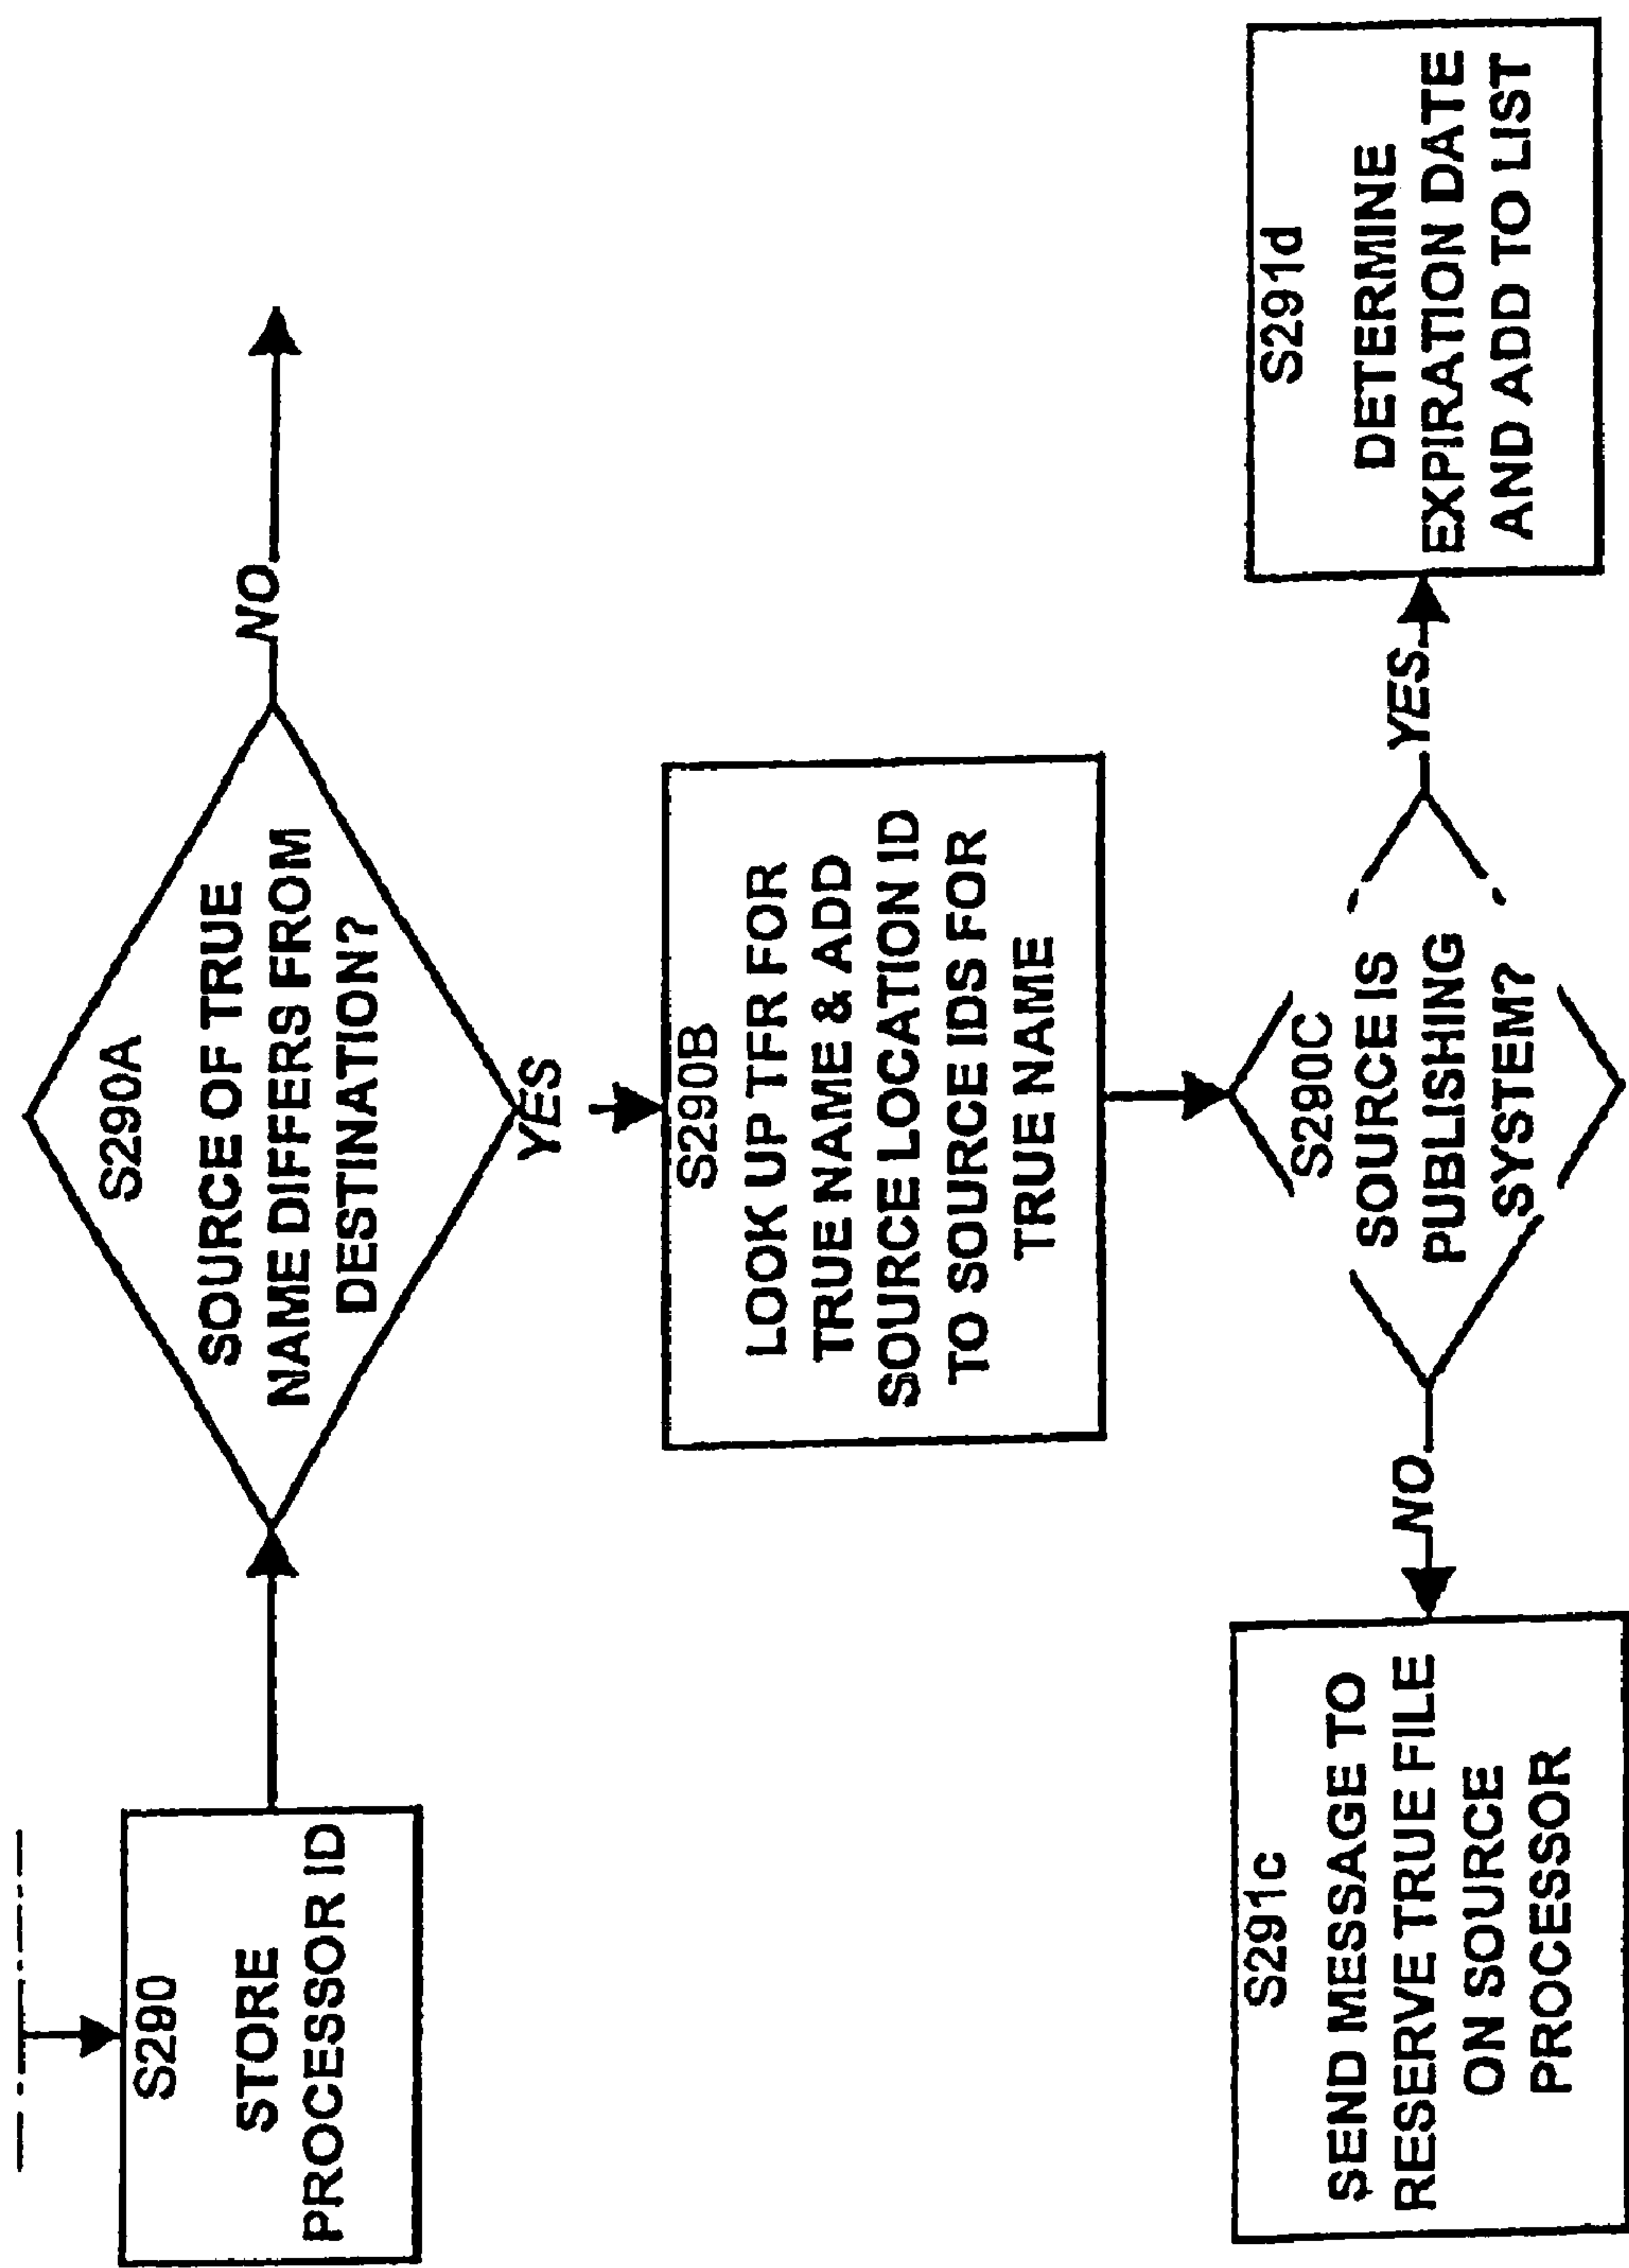 S290
STORE
PROCESSOR ID
S290A
SOURCE OF TRUE
NAME DIFFERS FROM
DESTINATION?
NO
YES
S290B
LOOK UP TFR FOR
TRUE NAME & ADD
SOURCE LOCATION ID
TO SOURCE IDS FOR
TRUE NAME
S290C
SOURCE IS
PUBLISHING
SYSTEM?
NO
YES
S291c
SEND MESSAGE TO
RESERVE TRUE FILE
ON SOURCE
PROCESSOR
S291d
DETERMINE
EXPIRATION DATE
AND ADD TO LIST